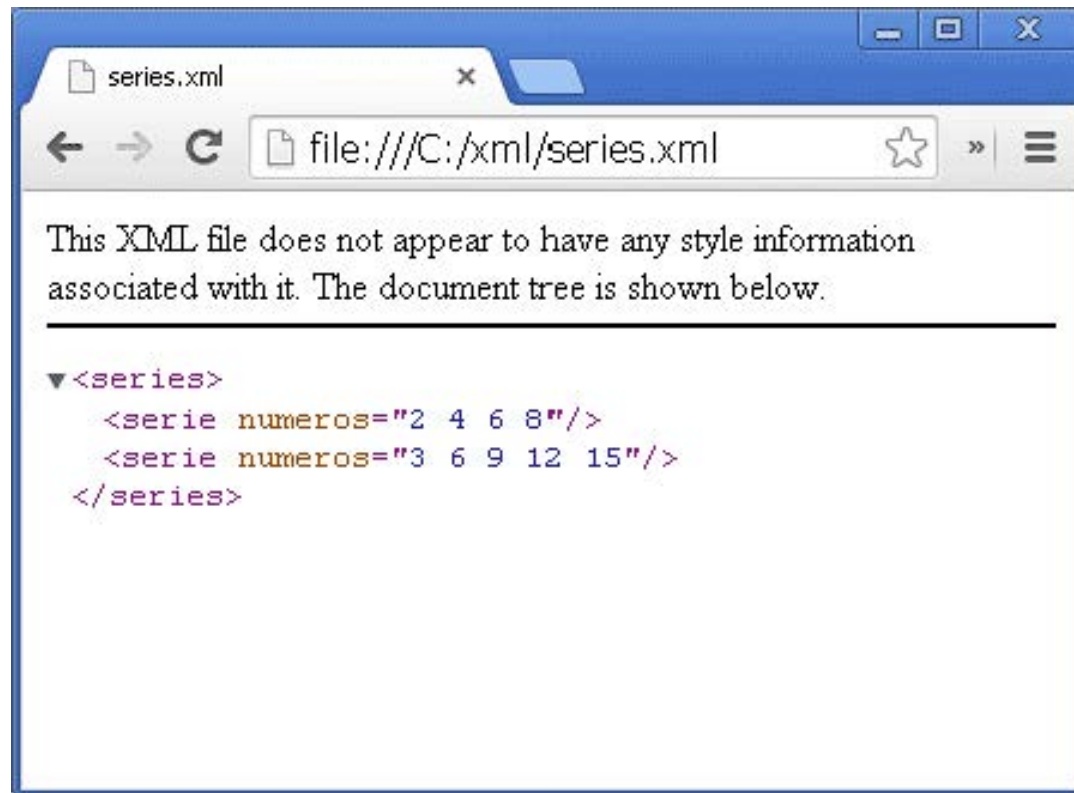 series.xml
file:///C:/xml/series.xml
This XML file does not appear to have any style information
associated with it. The document tree is shown below.
<series>
<serie numeros="2 4 6 8"/>
<serie numeros="3 6 9 12 15"/>
</series>